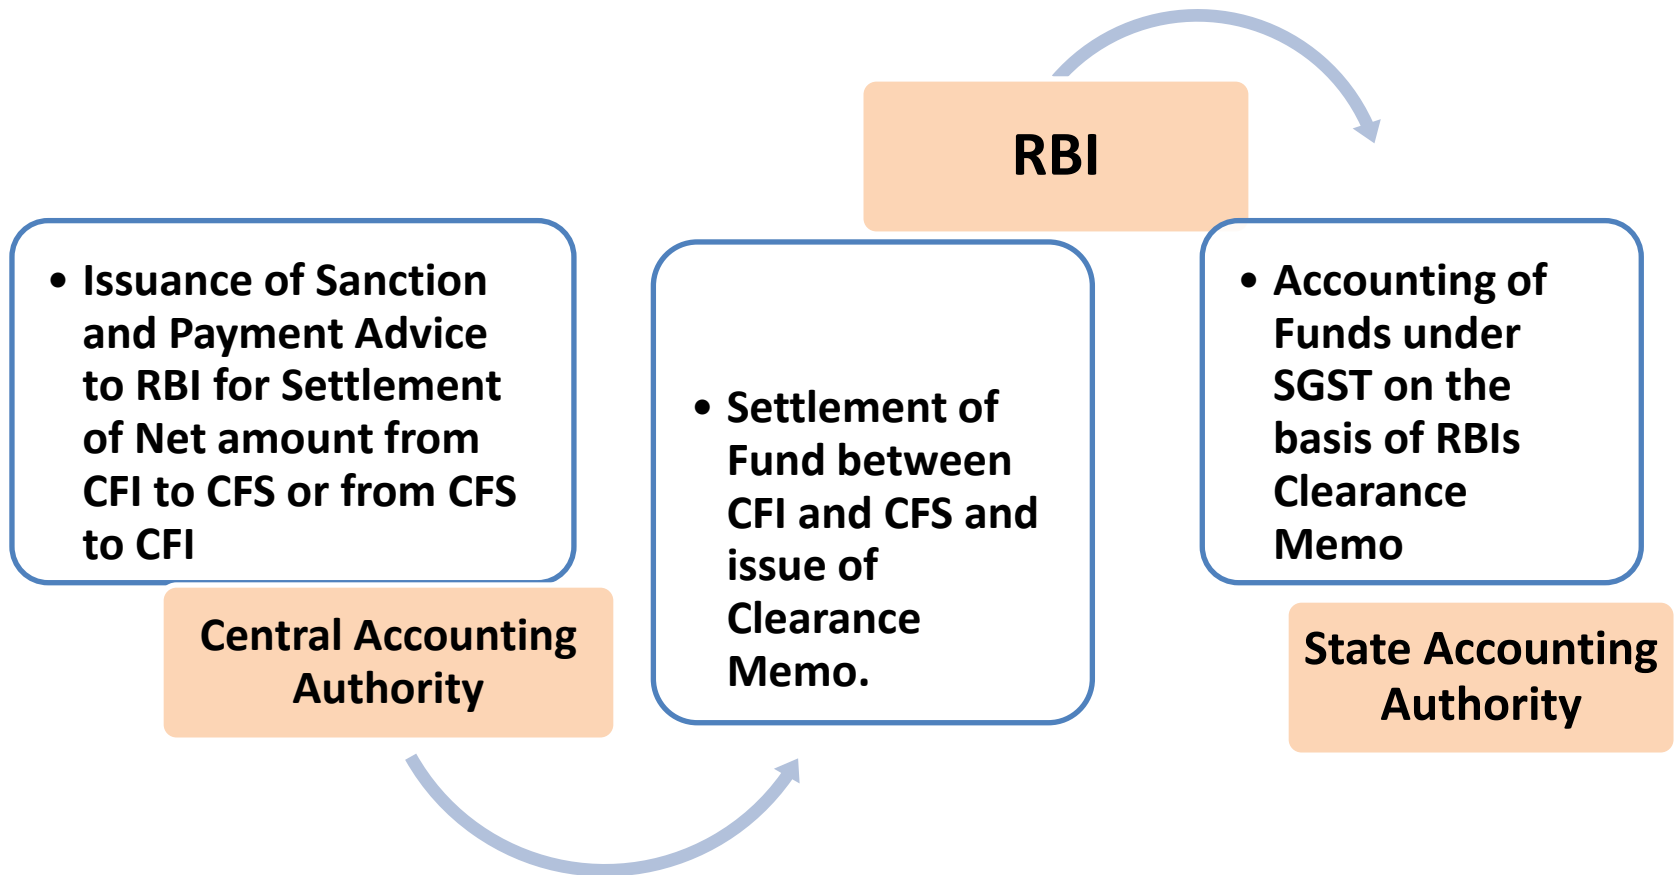 • Issuance of Sanction
and Payment Advice
to RBI for Settlement
of Net amount from
CFI to CFS or from CFS
to CFI
Central Accounting
Authority
RBI
• Settlement of
Fund between
CFI and CFS and
issue of
Clearance
Memo.
• Accounting of
Funds under
SGST on the
basis of RBIs
Clearance
Memo
State Accounting
Authority